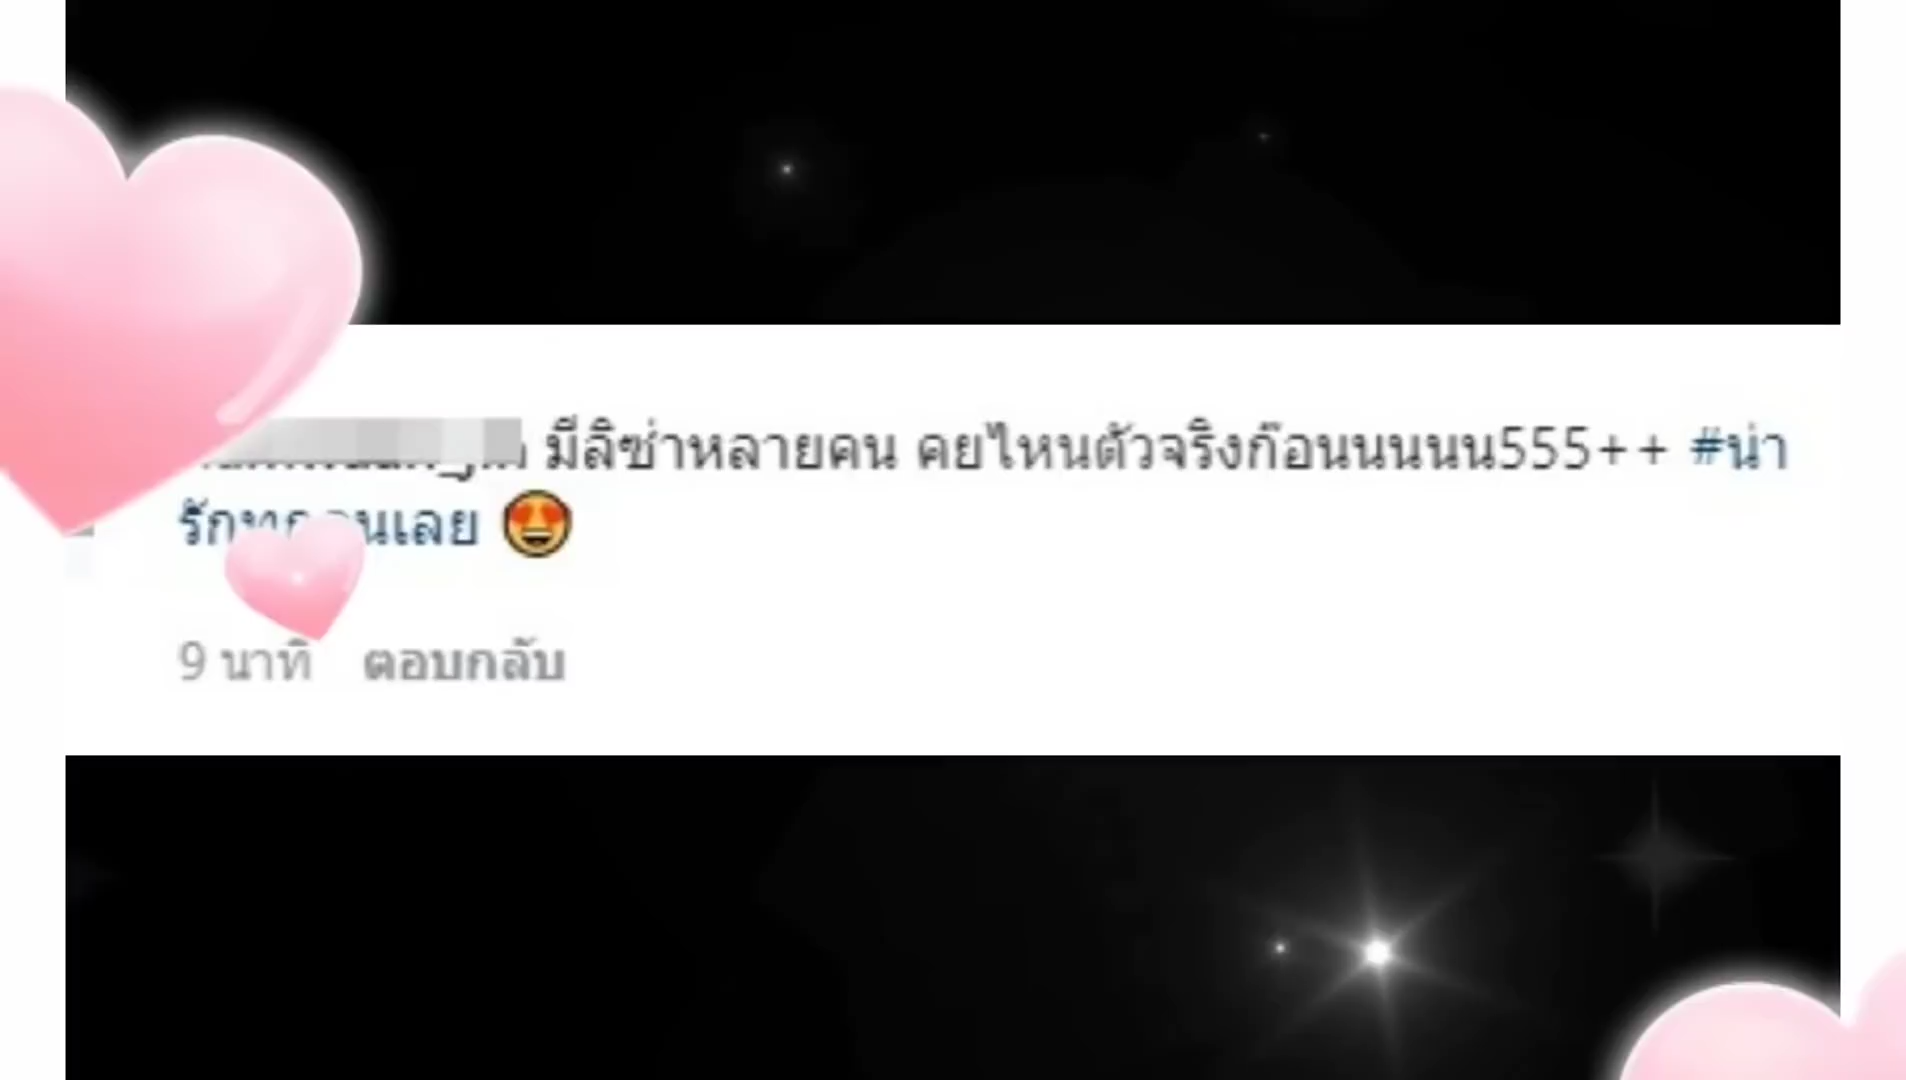 มีลิซ่าหลายคน คยไหนตัวจริงก๊อนนนนน555++ #น่า
เลย 😍
9 นาที ตอบกลับ